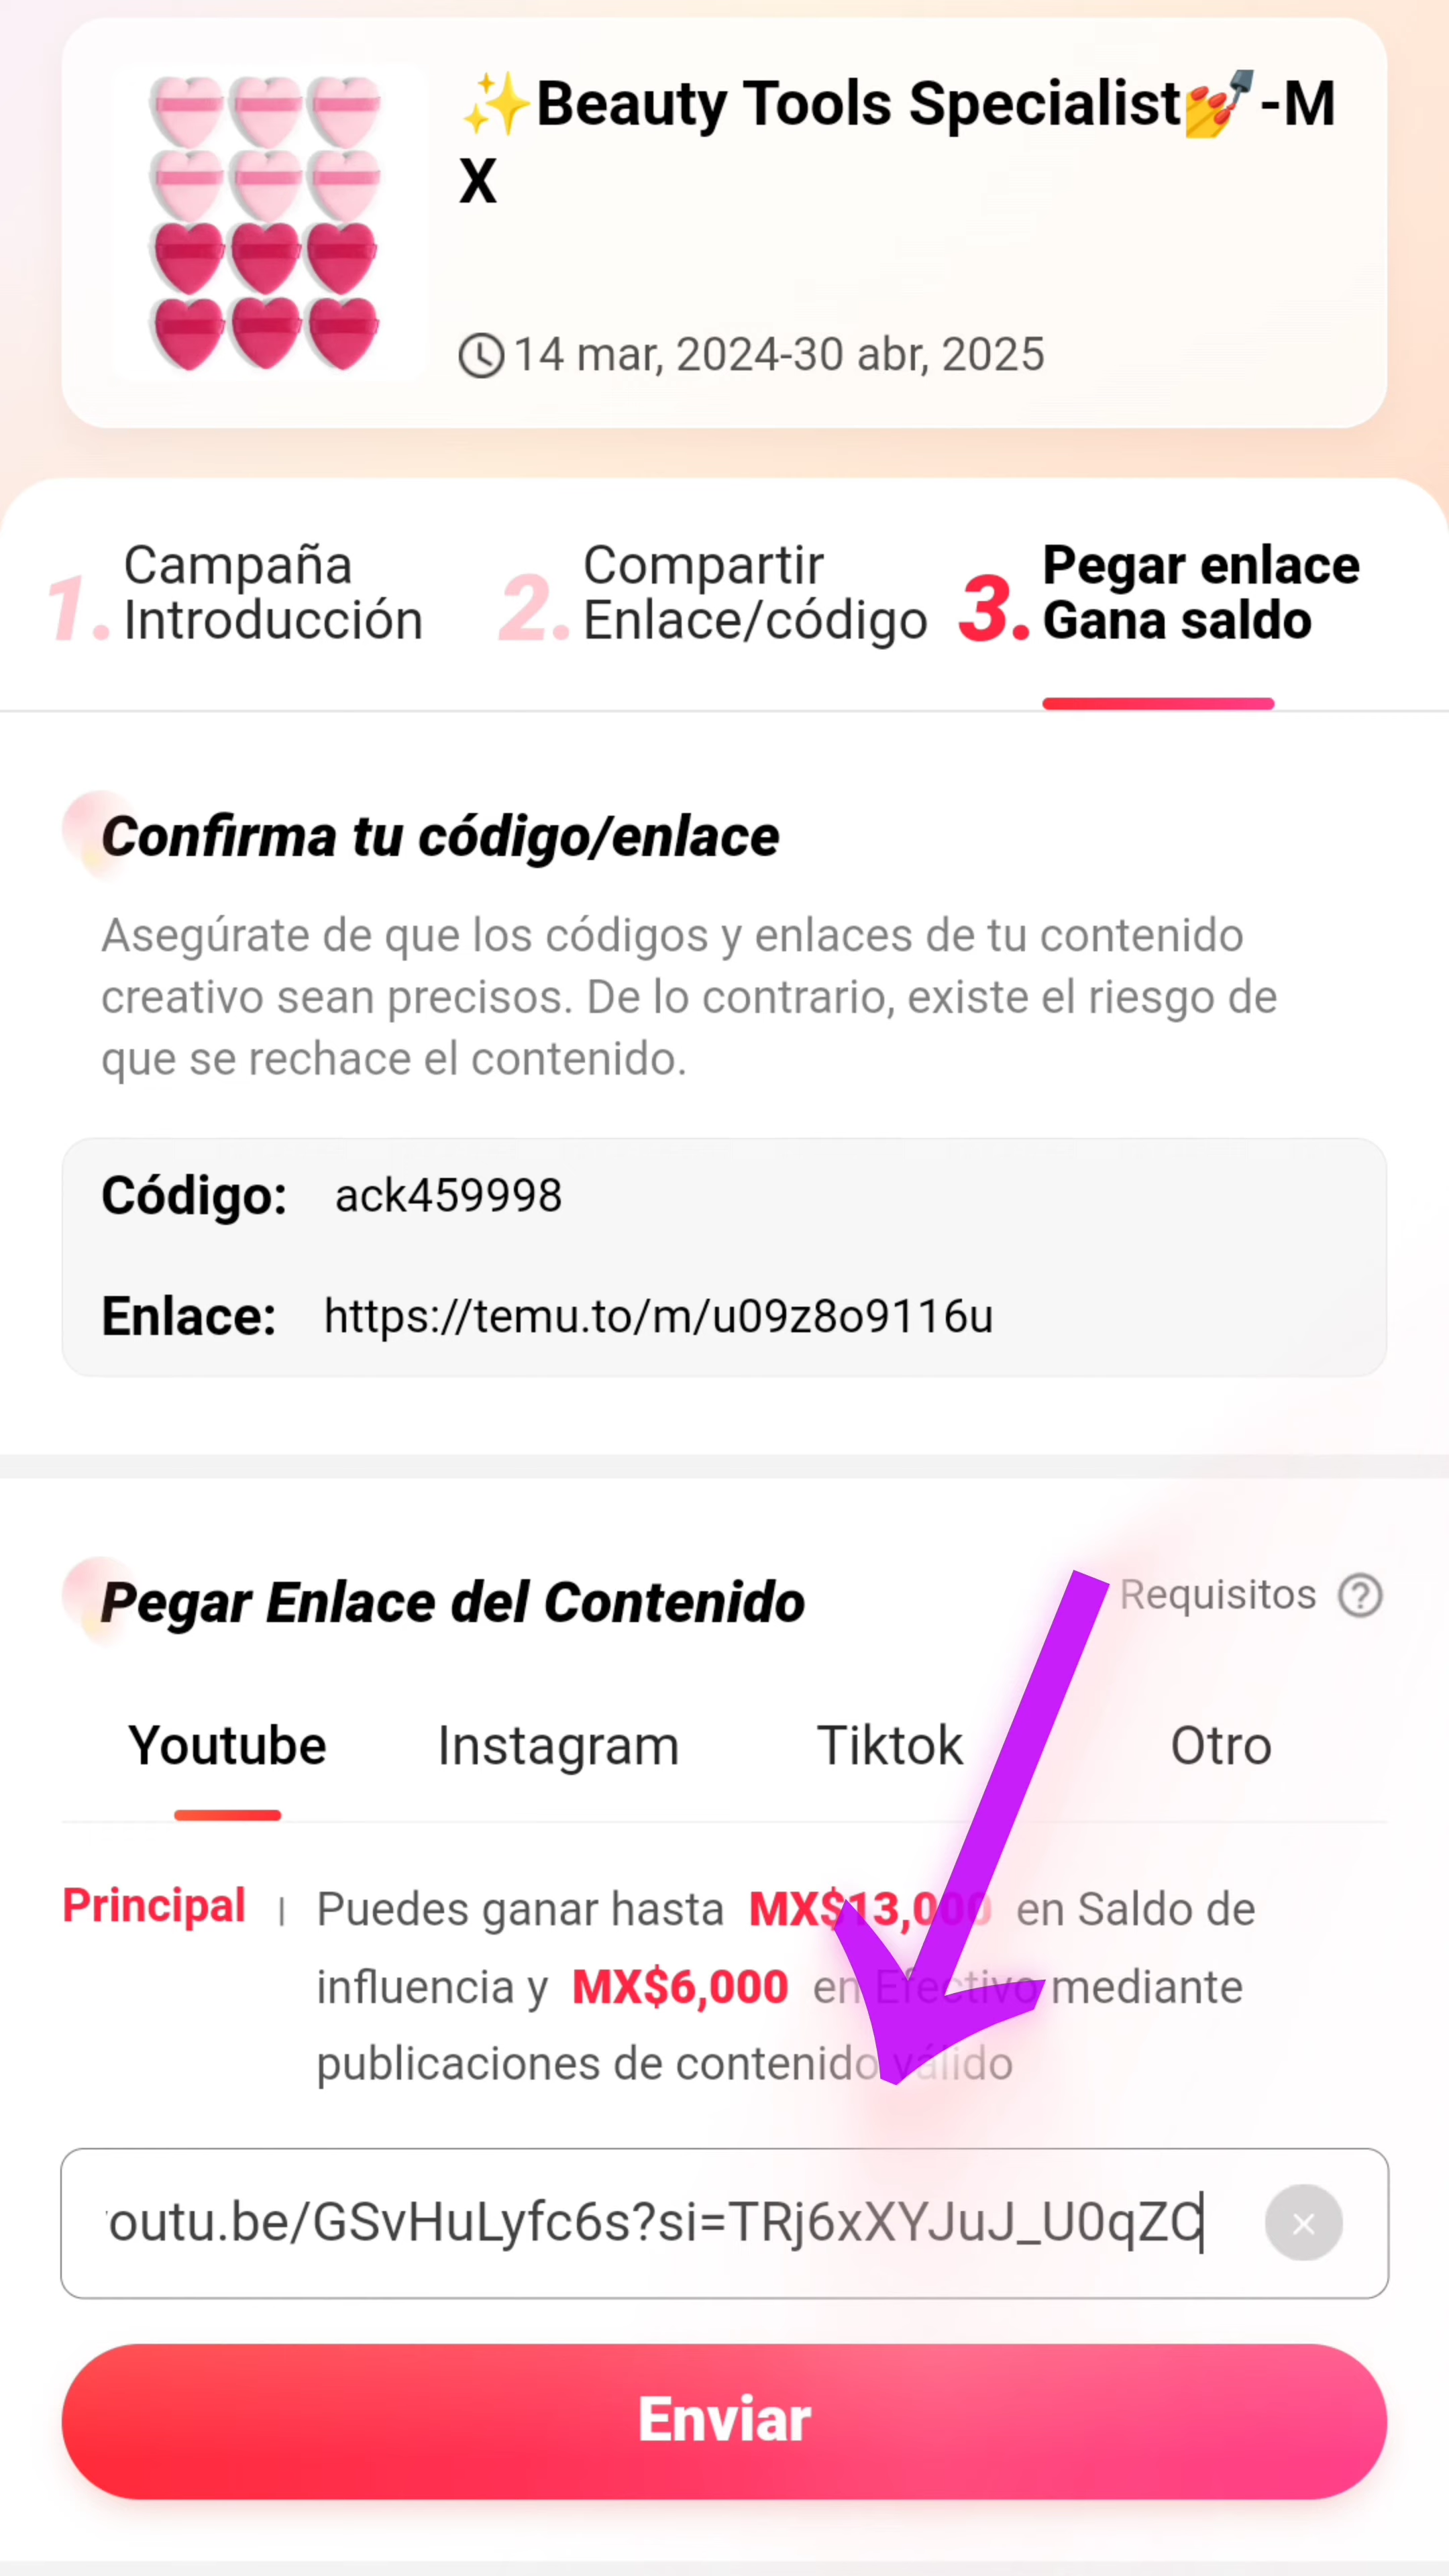 ✨Beauty Tools Specialist💅-M
X
14 mar, 2024-30 abr, 2025
1. Campaña
Introducción
2. Compartir
Enlace/código
3. Pegar enlace
Gana saldo
Confirma tu código/enlace
Asegúrate de que los códigos y enlaces de tu contenido
creativo sean precisos. De lo contrario, existe el riesgo de
que se rechace el contenido.
Código: ack459998
Enlace: https://temu.to/m/u09z8o9116u
Pegar Enlace del Contenido
Requisitos ?
Youtube Instagram Tiktok Otro
Principal | Puedes ganar hasta MX$13,000 en Saldo de
influencia y MX$6,000 en Efectivo mediante
publicaciones de contenido válido
youtu.be/GSvHuLyfc6s?si=TRj6xXYJuJ_U0qZC
Enviar